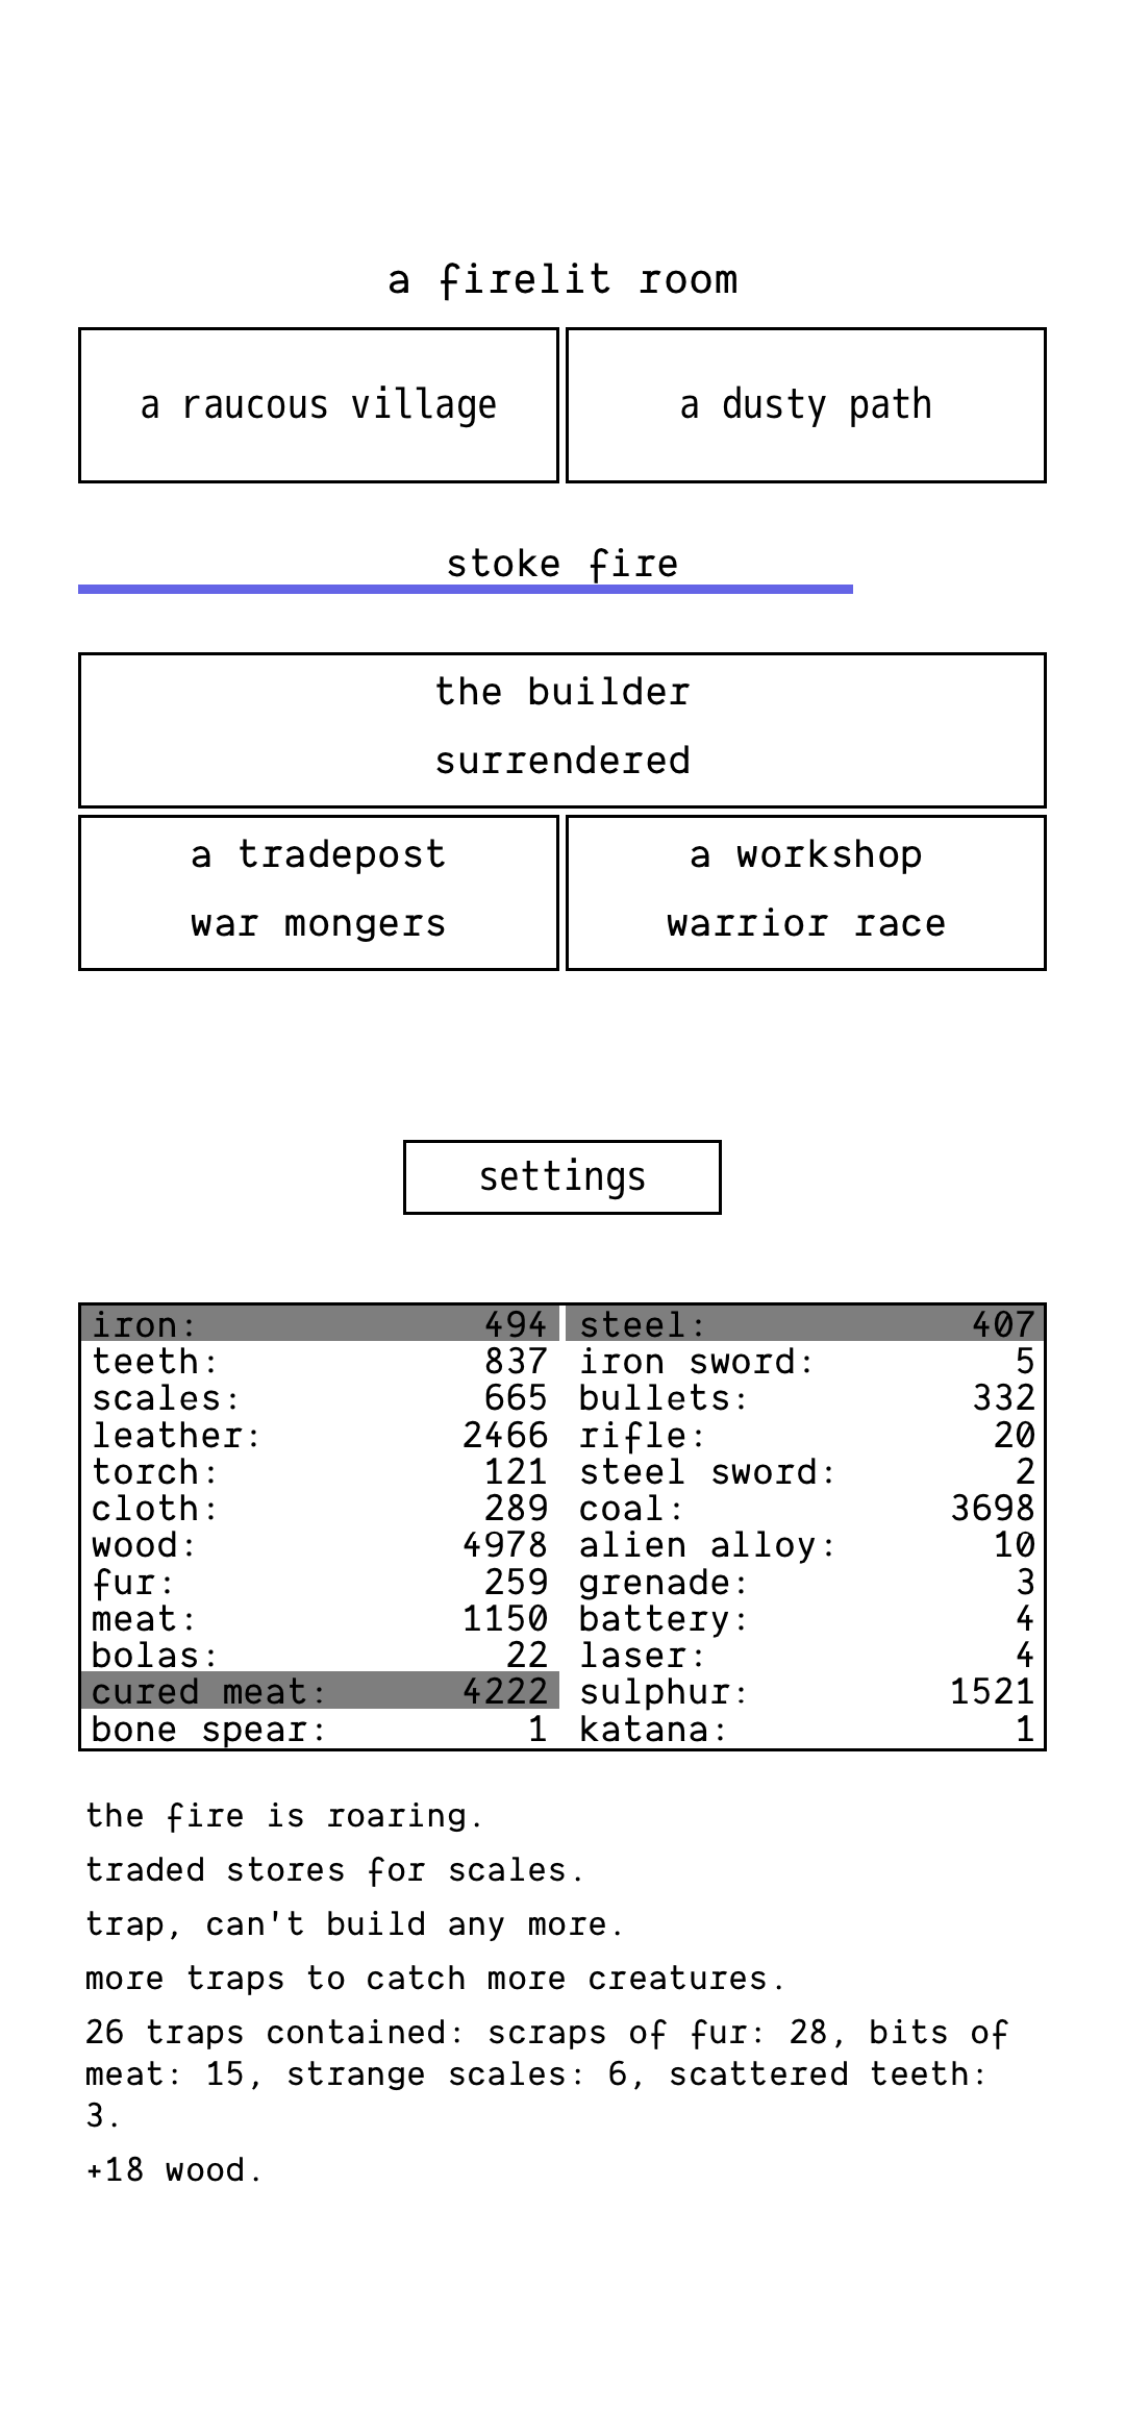 a firelit room
a raucous village
a dusty path
stoke fire
the builder
surrendered
a tradepost
war mongers
a workshop
warrior race
settings
iron: 494
steel: 407
teeth: 837
iron sword: 5
scales: 665
bullets: 332
leather: 2466
rifle: 20
torch: 121
steel sword: 2
cloth: 289
coal: 3698
wood: 4978
alien alloy: 10
fur: 259
grenade: 3
meat: 1150
battery: 4
bolas: 22
laser: 4
cured meat: 4222
sulphur: 1521
bone spear: 1
katana: 1
the fire is roaring.
traded stores for scales.
trap, can't build any more.
more traps to catch more creatures.
26 traps contained: scraps of fur: 28, bits of
meat: 15, strange scales: 6, scattered teeth:
3.
+18 wood.